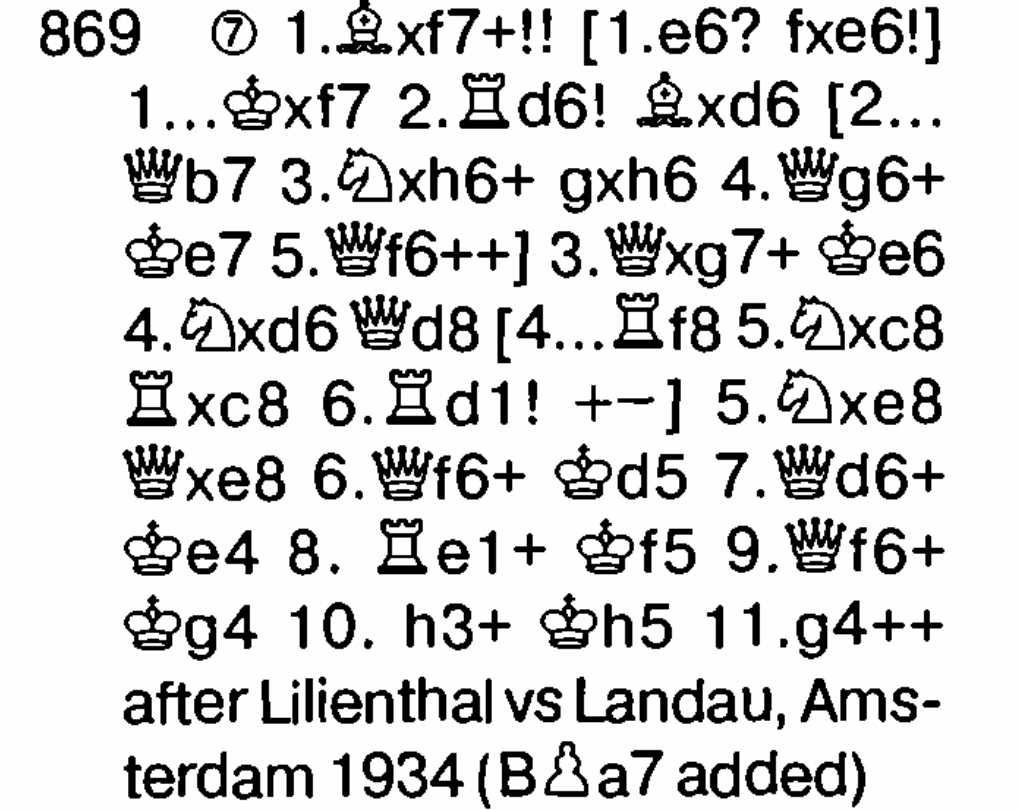 869 ⑦ 1.♗xf7+!! [1.e6? fxe6!]
1...♔xf7 2.♖d6! ♗xd6 [2...
♕b7 3.♘xh6+ gxh6 4.♕g6+
♔e7 5.♕f6++] 3.♕xg7+ ♔e6
4.♘xd6 ♕d8 [4...♖f8 5.♘xc8
♖xc8 6.♖d1! +−] 5.♘xe8
♕xe8 6.♕f6+ ♔d5 7.♕d6+
♔e4 8. ♖e1+ ♔f5 9.♕f6+
♔g4 10. h3+ ♔h5 11.g4++
after Lilienthal vs Landau, Ams-
terdam 1934 (B♙a7 added)